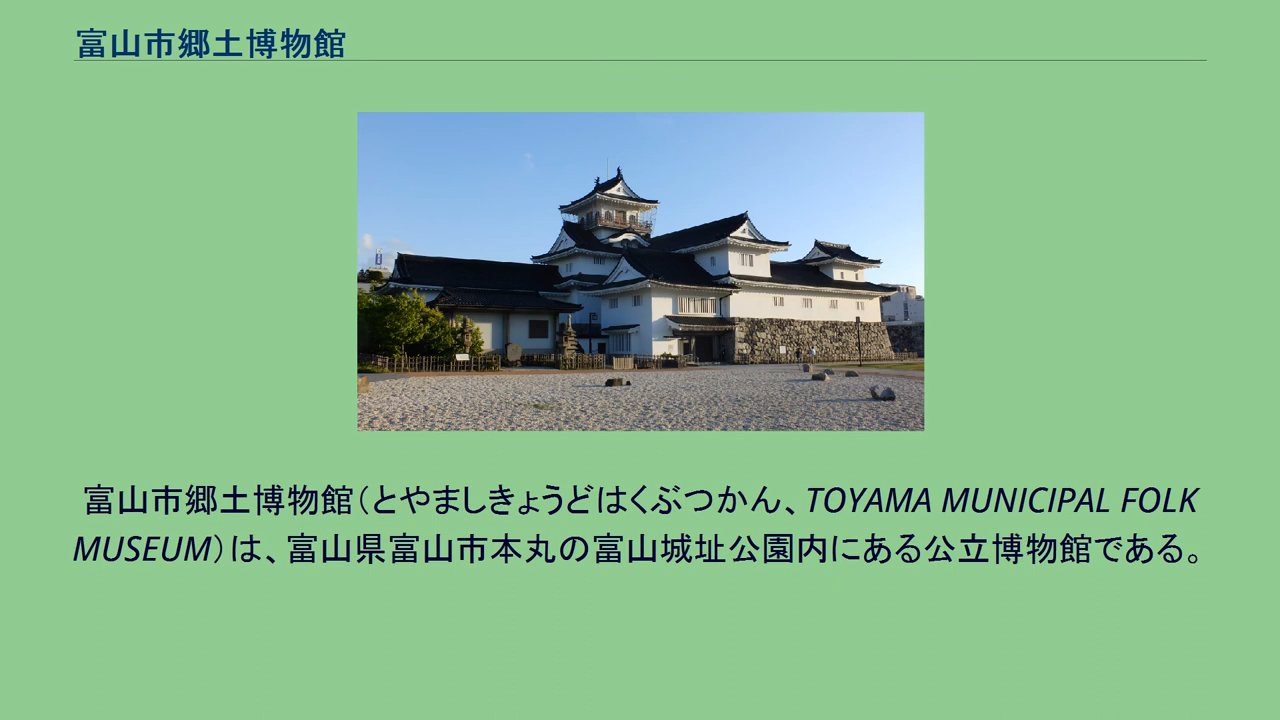 富山市郷土博物館
富山市郷土博物館(とやましきょうどはくぶつかん、TOYAMA MUNICIPAL FOLK
MUSEUM)は、富山県富山市本丸の富山城址公園内にある公立博物館である。